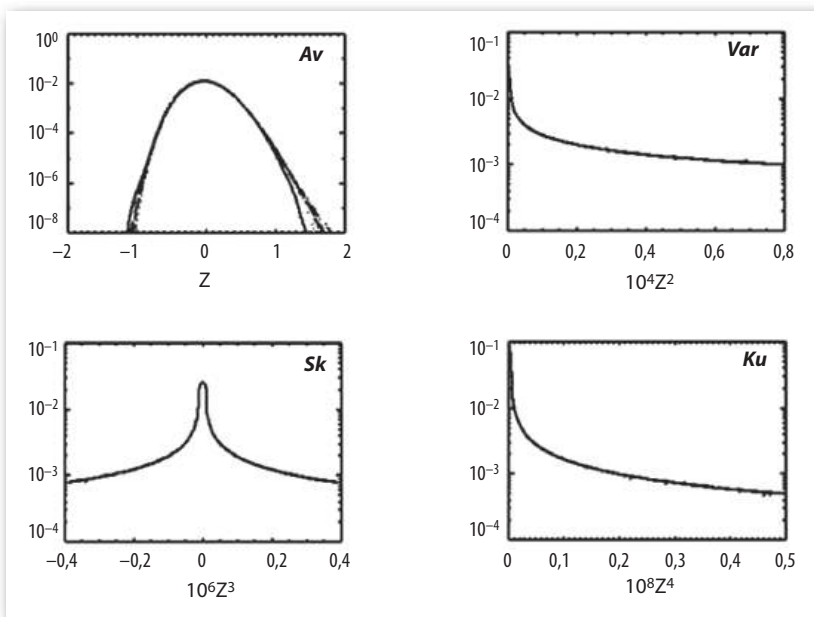 Av
10⁰
10⁻²
10⁻⁴
10⁻⁶
10⁻⁸
−2 −1 0 1 2
Z
Var
10⁻¹
10⁻²
10⁻³
10⁻⁴
0 0,2 0,4 0,6 0,8
10⁴Z²
Sk
10⁻¹
10⁻²
10⁻³
10⁻⁴
−0,4 −0,2 0 0,2 0,4
10⁶Z³
Ku
10⁻¹
10⁻²
10⁻³
10⁻⁴
0 0,1 0,2 0,3 0,4 0,5
10⁸Z⁴